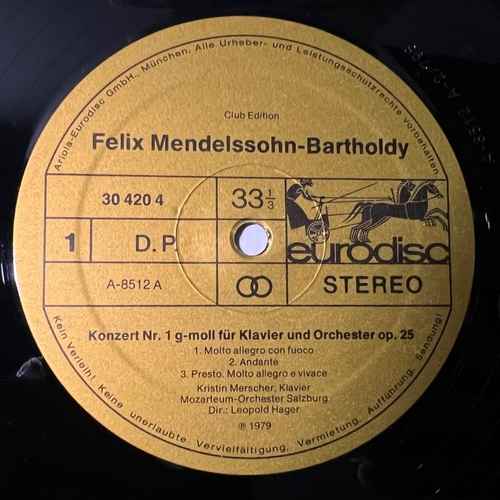 Ariola-Eurodisc GmbH., München. Alle Urheber- und Leistungsschutzrechte vorbehalten.
Club Edition
Felix Mendelssohn-Bartholdy
30 420 4
33 1/3
1
D.P.
eurodisc
A-8512 A
STEREO
Konzert Nr. 1 g-moll für Klavier und Orchester op. 25
1. Molto allegro con fuoco
2. Andante
3. Presto. Molto allegro e vivace
Kristin Merscher, Klavier
Mozarteum-Orchester Salzburg
Dir.: Leopold Hager
℗ 1979
Kein Verleih! Keine unerlaubte Vervielfältigung, Vermietung, Aufführung, Sendung!